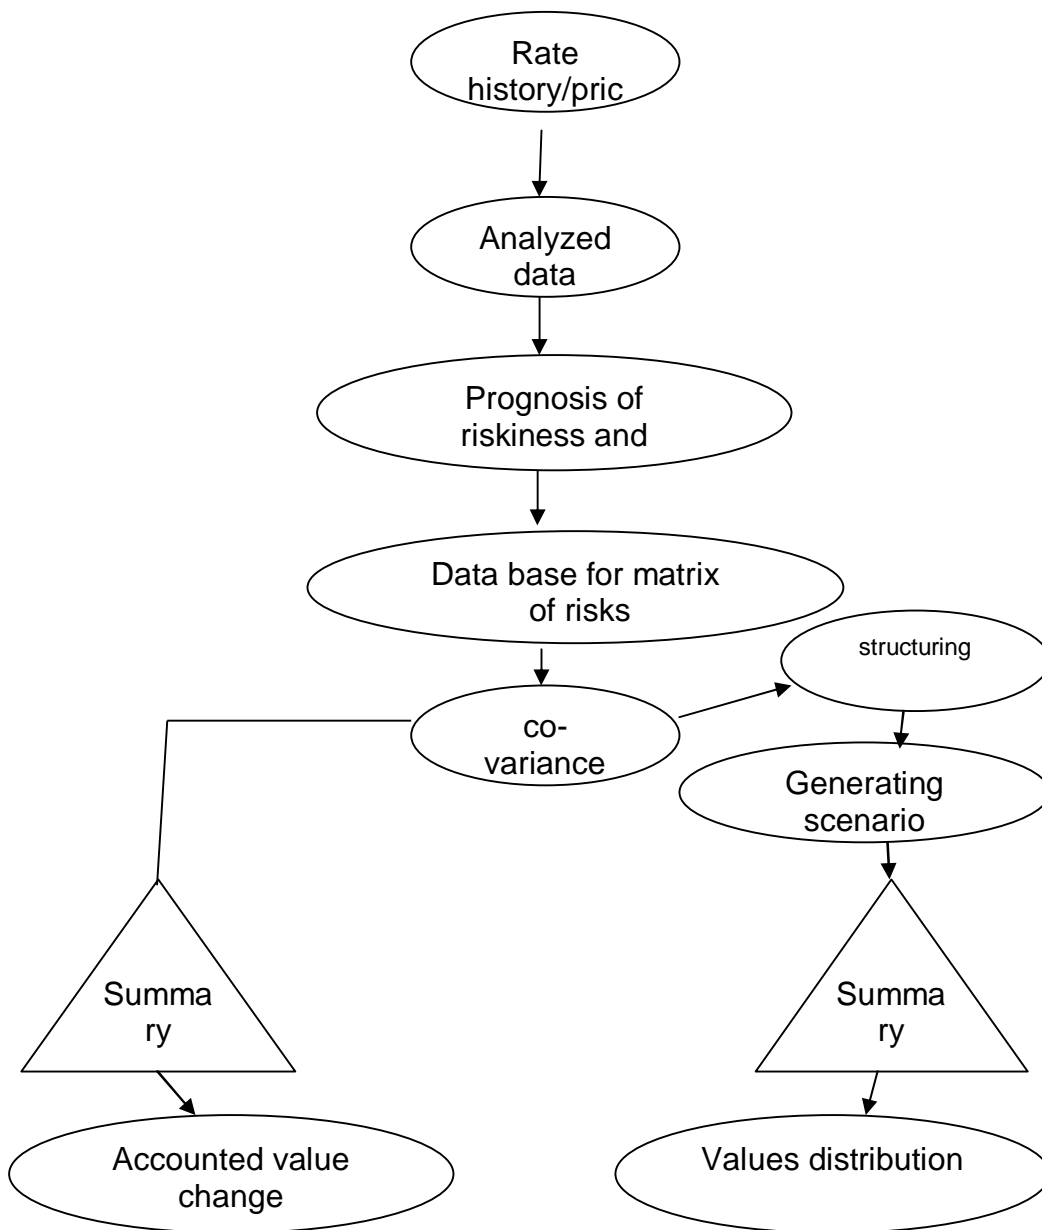 Rate
history/pric
Analyzed
data
Prognosis of
riskiness and
Data base for matrix
of risks
structuring
co-
variance
Generating
scenario
Summa
ry
Summa
ry
Accounted value
change
Values distribution